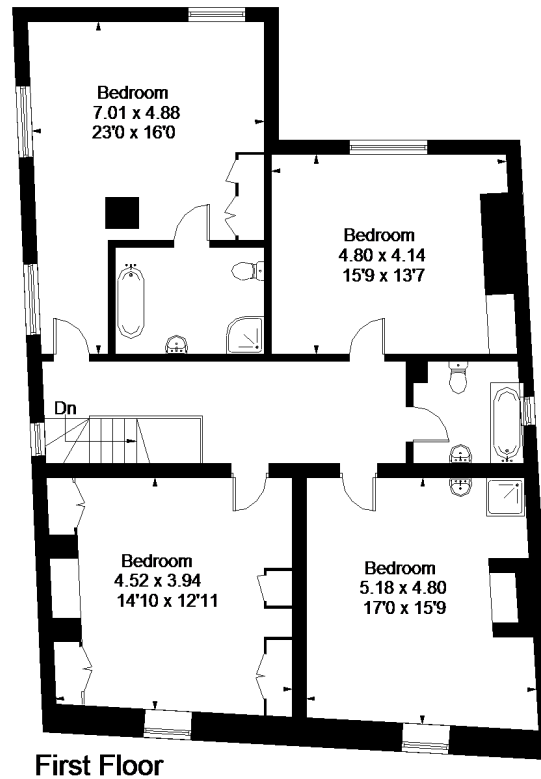 Bedroom
7.01 x 4.88
23'0 x 16'0
Bedroom
4.80 x 4.14
15'9 x 13'7
Dn
Bedroom
4.52 x 3.94
14'10 x 12'11
Bedroom
5.18 x 4.80
17'0 x 15'9
First Floor